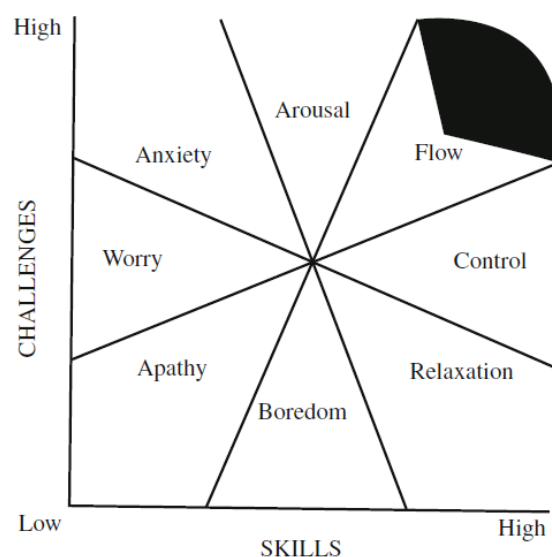 High
Arousal
Anxiety
Flow
CHALLENGES
Worry
Control
Apathy
Relaxation
Boredom
Low
High
SKILLS